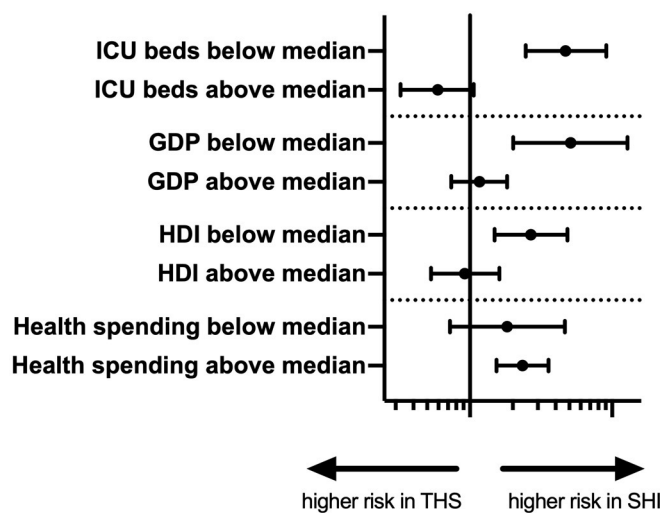 ICU beds below median
ICU beds above median
GDP below median
GDP above median
HDI below median
HDI above median
Health spending below median
Health spending above median
higher risk in THS
higher risk in SHI